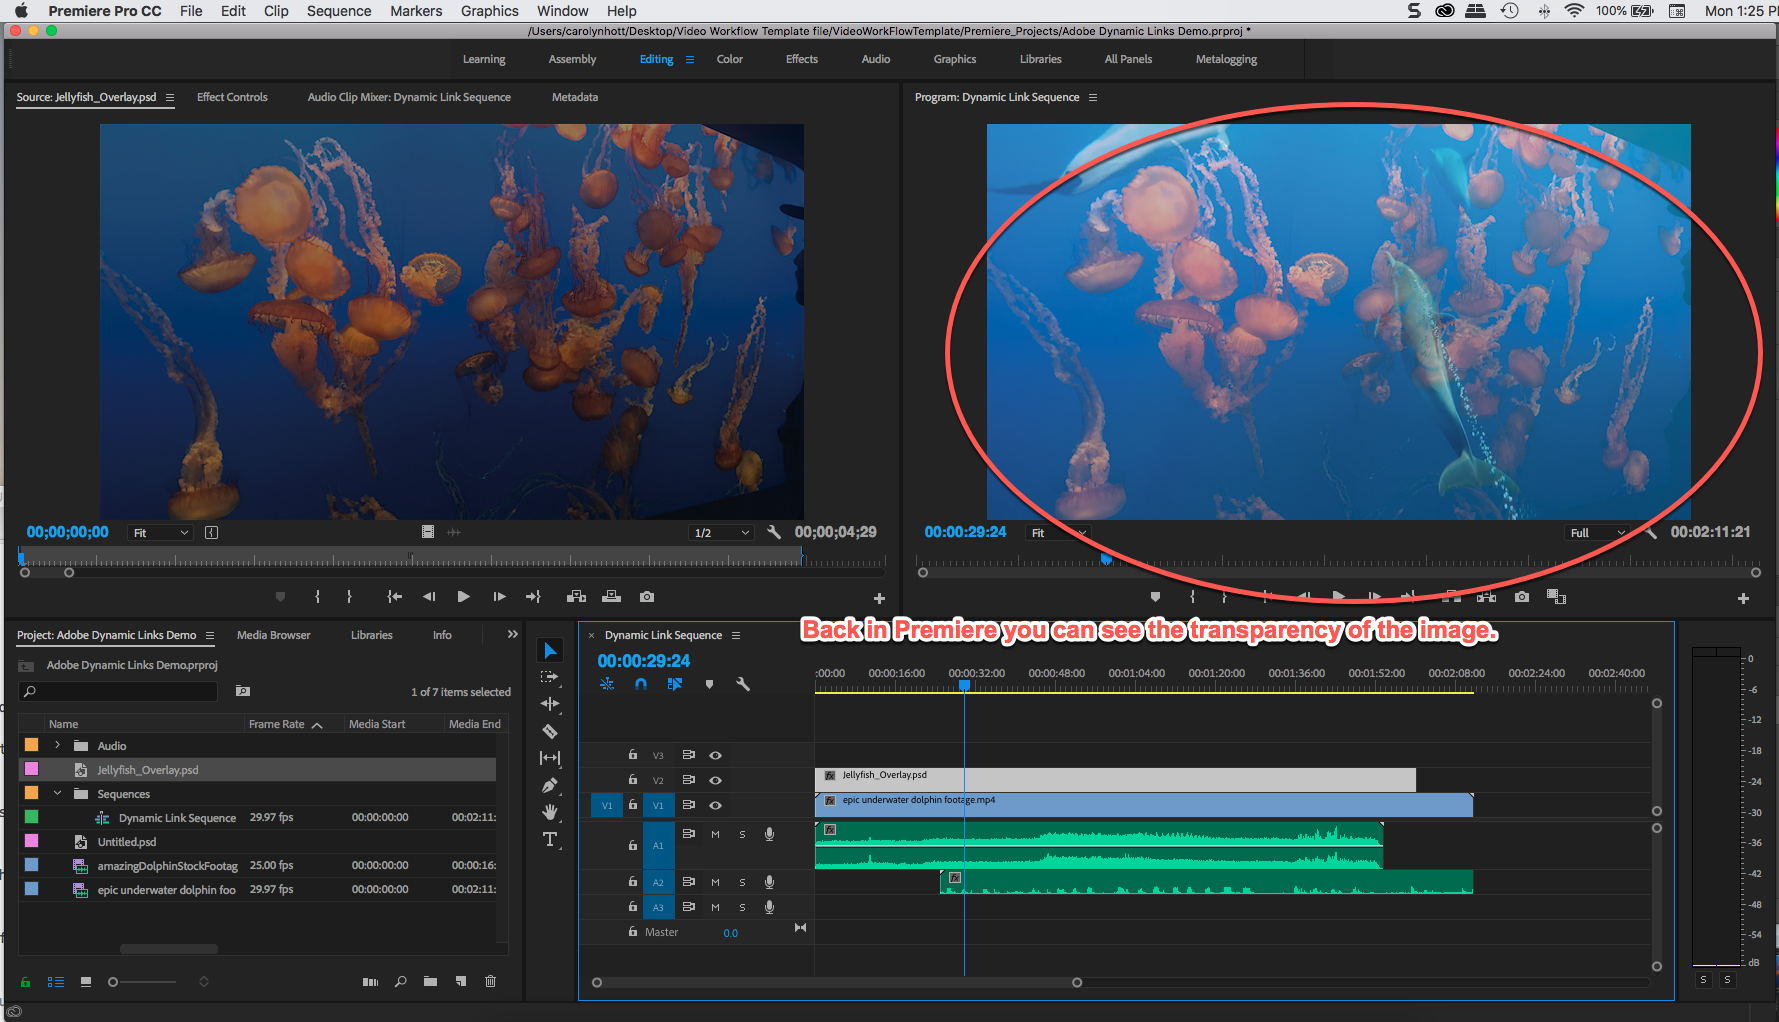 Premiere Pro CC File Edit Clip Sequence Markers Graphics Window Help 100% Mon 1:25 P
/Users/carolynhott/Desktop/Video Workflow Template file/VideoWorkFlowTemplate/Premiere_Projects/Adobe Dynamic Links Demo.prproj *
Learning Assembly Editing Color Effects Audio Graphics Libraries All Panels Metalogging
Source: Jellyfish_Overlay.psd Effect Controls Audio Clip Mixer: Dynamic Link Sequence Metadata
Program: Dynamic Link Sequence
00;00;00;00 Fit 1/2 00;00;04;29
00:00:29:24 Fit Full 00:02:11:21
Back in Premiere you can see the transparency of the image.
Project: Adobe Dynamic Links Demo Media Browser Libraries Info
Adobe Dynamic Links Demo.prproj
1 of 7 items selected
Name Frame Rate Media Start Media End
Audio
Jellyfish_Overlay.psd
Sequences
Dynamic Link Sequence 29.97 fps 00:00:00:00 00:02:11:
Untitled.psd
amazingDolphinStockFootag 25.00 fps 00:00:00:00 00:00:16:
epic underwater dolphin foo 29.97 fps 00:00:00:00 00:02:11:
× Dynamic Link Sequence
00:00:29:24
:00:00 00:00:16:00 00:00:32:00 00:00:48:00 00:01:04:00 00:01:20:00 00:01:36:00 00:01:52:00 00:02:08:00 00:02:24:00 00:02:40:00
V3
V2 fx Jellyfish_Overlay.psd
V1 V1 fx epic underwater dolphin footage.mp4
A1 M S fx
A2 M S fx
A3 M S
Master 0.0
0
-6
-12
-18
-24
-30
-36
-42
-48
-54
dB
S S